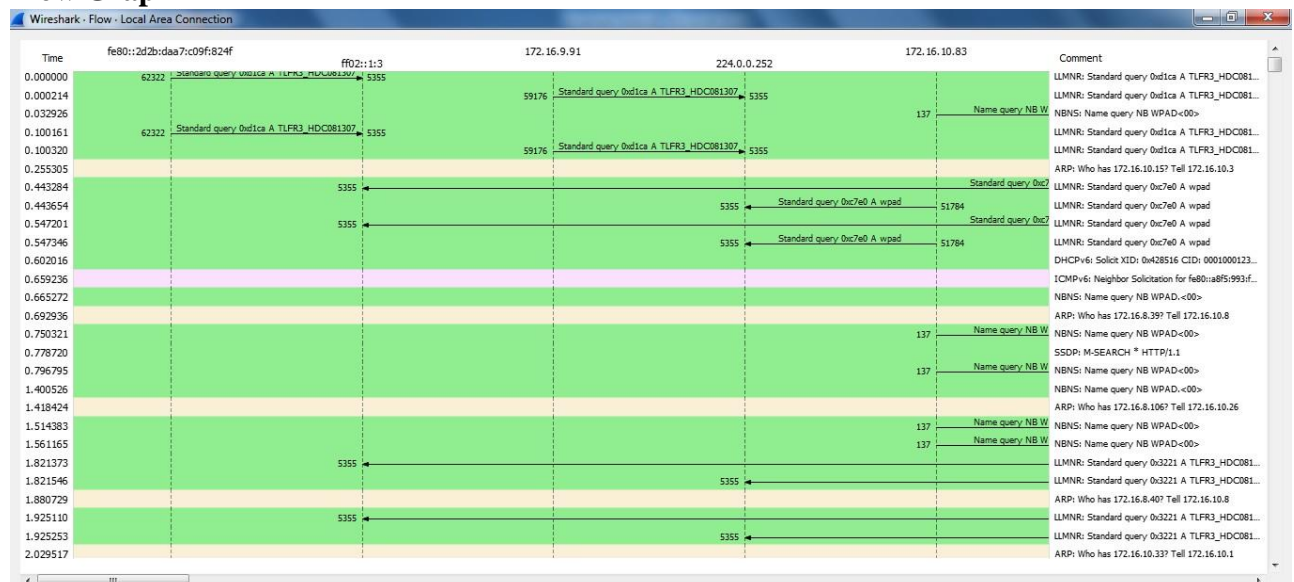 Wireshark · Flow · Local Area Connection
Time fe80::2d2b:daa7:c09f:824f ff02::1:3 172.16.9.91 224.0.0.252 172.16.10.83 Comment
0.000000 62322 Standard query 0xd1ca A TLFR3_HDC081307 5355 LLMNR: Standard query 0xd1ca A TLFR3_HDC081...
0.000214 59176 Standard query 0xd1ca A TLFR3_HDC081307 5355 LLMNR: Standard query 0xd1ca A TLFR3_HDC081...
0.032926 137 Name query NB W NBNS: Name query NB WPAD<00>
0.100161 62322 Standard query 0xd1ca A TLFR3_HDC081307 5355 LLMNR: Standard query 0xd1ca A TLFR3_HDC081...
0.100320 59176 Standard query 0xd1ca A TLFR3_HDC081307 5355 LLMNR: Standard query 0xd1ca A TLFR3_HDC081...
0.255305 ARP: Who has 172.16.10.15? Tell 172.16.10.3
0.443284 5355 Standard query 0xc7 LLMNR: Standard query 0xc7e0 A wpad
0.443654 5355 Standard query 0xc7e0 A wpad 51784 LLMNR: Standard query 0xc7e0 A wpad
0.547201 5355 Standard query 0xc7 LLMNR: Standard query 0xc7e0 A wpad
0.547346 5355 Standard query 0xc7e0 A wpad 51784 LLMNR: Standard query 0xc7e0 A wpad
0.602016 DHCPv6: Solicit XID: 0x428516 CID: 0001000123...
0.659236 ICMPv6: Neighbor Solicitation for fe80::a8f5:993:f...
0.665272 NBNS: Name query NB WPAD.<00>
0.692936 ARP: Who has 172.16.8.39? Tell 172.16.10.8
0.750321 137 Name query NB W NBNS: Name query NB WPAD<00>
0.778720 SSDP: M-SEARCH * HTTP/1.1
0.796795 137 Name query NB W NBNS: Name query NB WPAD<00>
1.400526 NBNS: Name query NB WPAD.<00>
1.418424 ARP: Who has 172.16.8.106? Tell 172.16.10.26
1.514383 137 Name query NB W NBNS: Name query NB WPAD<00>
1.561165 137 Name query NB W NBNS: Name query NB WPAD<00>
1.821373 5355 LLMNR: Standard query 0x3221 A TLFR3_HDC081...
1.821546 5355 LLMNR: Standard query 0x3221 A TLFR3_HDC081...
1.880729 ARP: Who has 172.16.8.40? Tell 172.16.10.8
1.925110 5355 LLMNR: Standard query 0x3221 A TLFR3_HDC081...
1.925253 5355 LLMNR: Standard query 0x3221 A TLFR3_HDC081...
2.029517 ARP: Who has 172.16.10.33? Tell 172.16.10.1